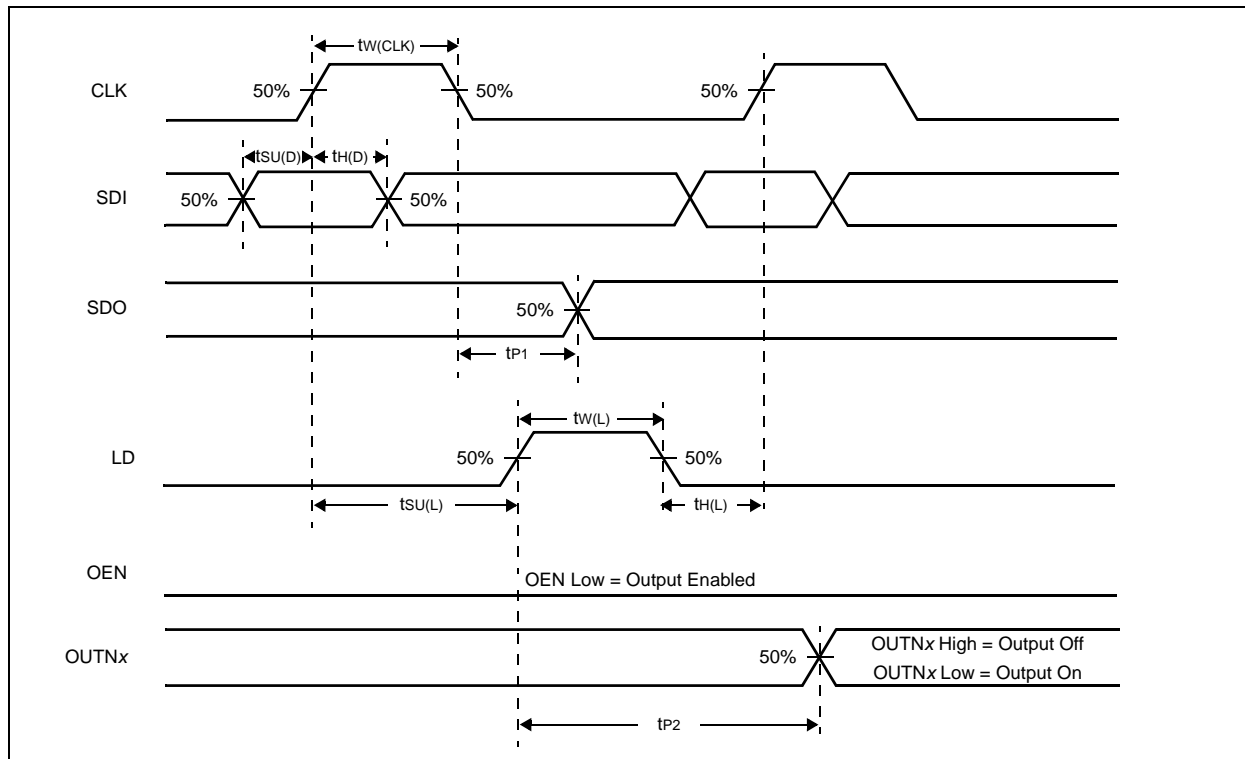 tW(CLK)
CLK
50%
50%
50%
tSU(D)
tH(D)
SDI
50%
50%
SDO
50%
tP1
tW(L)
LD
50%
50%
tSU(L)
tH(L)
OEN
OEN Low = Output Enabled
OUTNx
50%
OUTNx High = Output Off
OUTNx Low = Output On
tP2